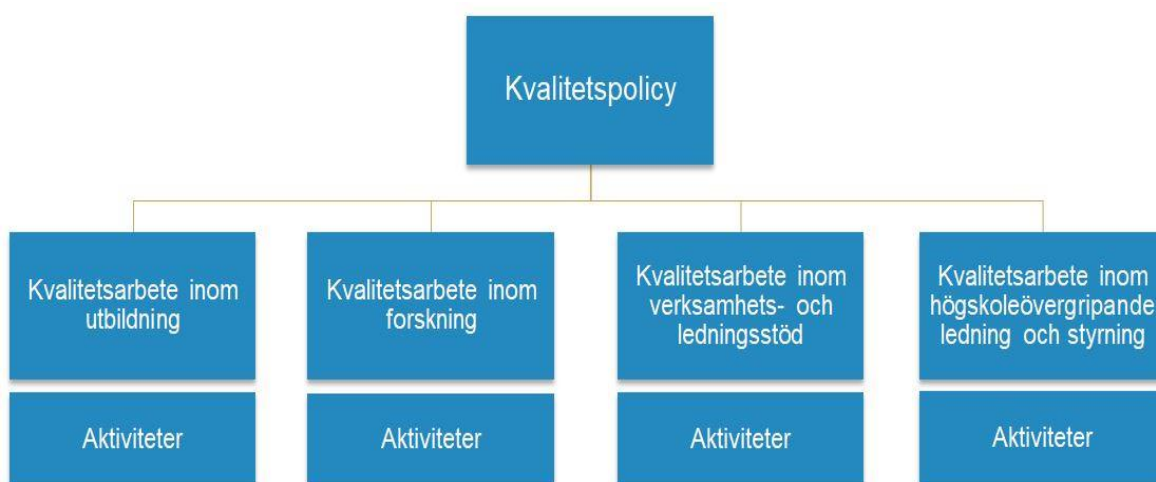 Kvalitetspolicy
Kvalitetsarbete inom
utbildning
Kvalitetsarbete inom
forskning
Kvalitetsarbete inom
verksamhets- och
ledningsstöd
Kvalitetsarbete inom
högskoleövergripande
ledning och styrning
Aktiviteter
Aktiviteter
Aktiviteter
Aktiviteter